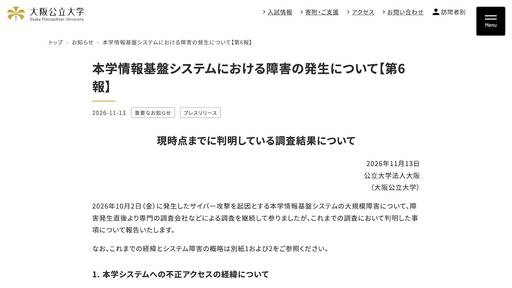 大阪公立大学
Osaka Metropolitan University
入試情報
寄附・ご支援
アクセス
お問い合わせ
訪問者別
Menu
トップ
お知らせ
本学情報基盤システムにおける障害の発生について【第6報】
本学情報基盤システムにおける障害の発生について【第6
報】
2026-11-13
重要なお知らせ
プレスリリース
現時点までに判明している調査結果について
2026年11月13日
公立大学法人大阪
（大阪公立大学）
2026年10月2日（金）に発生したサイバー攻撃を起因とする本学情報基盤システムの大規模障害について、障
害発生直後より専門の調査会社などによる調査を継続して参りましたが、これまでの調査において判明した事
項について報告いたします。
なお、これまでの経緯とシステム障害の概略は別紙1および2をご参照ください。
1. 本学システムへの不正アクセスの経緯について